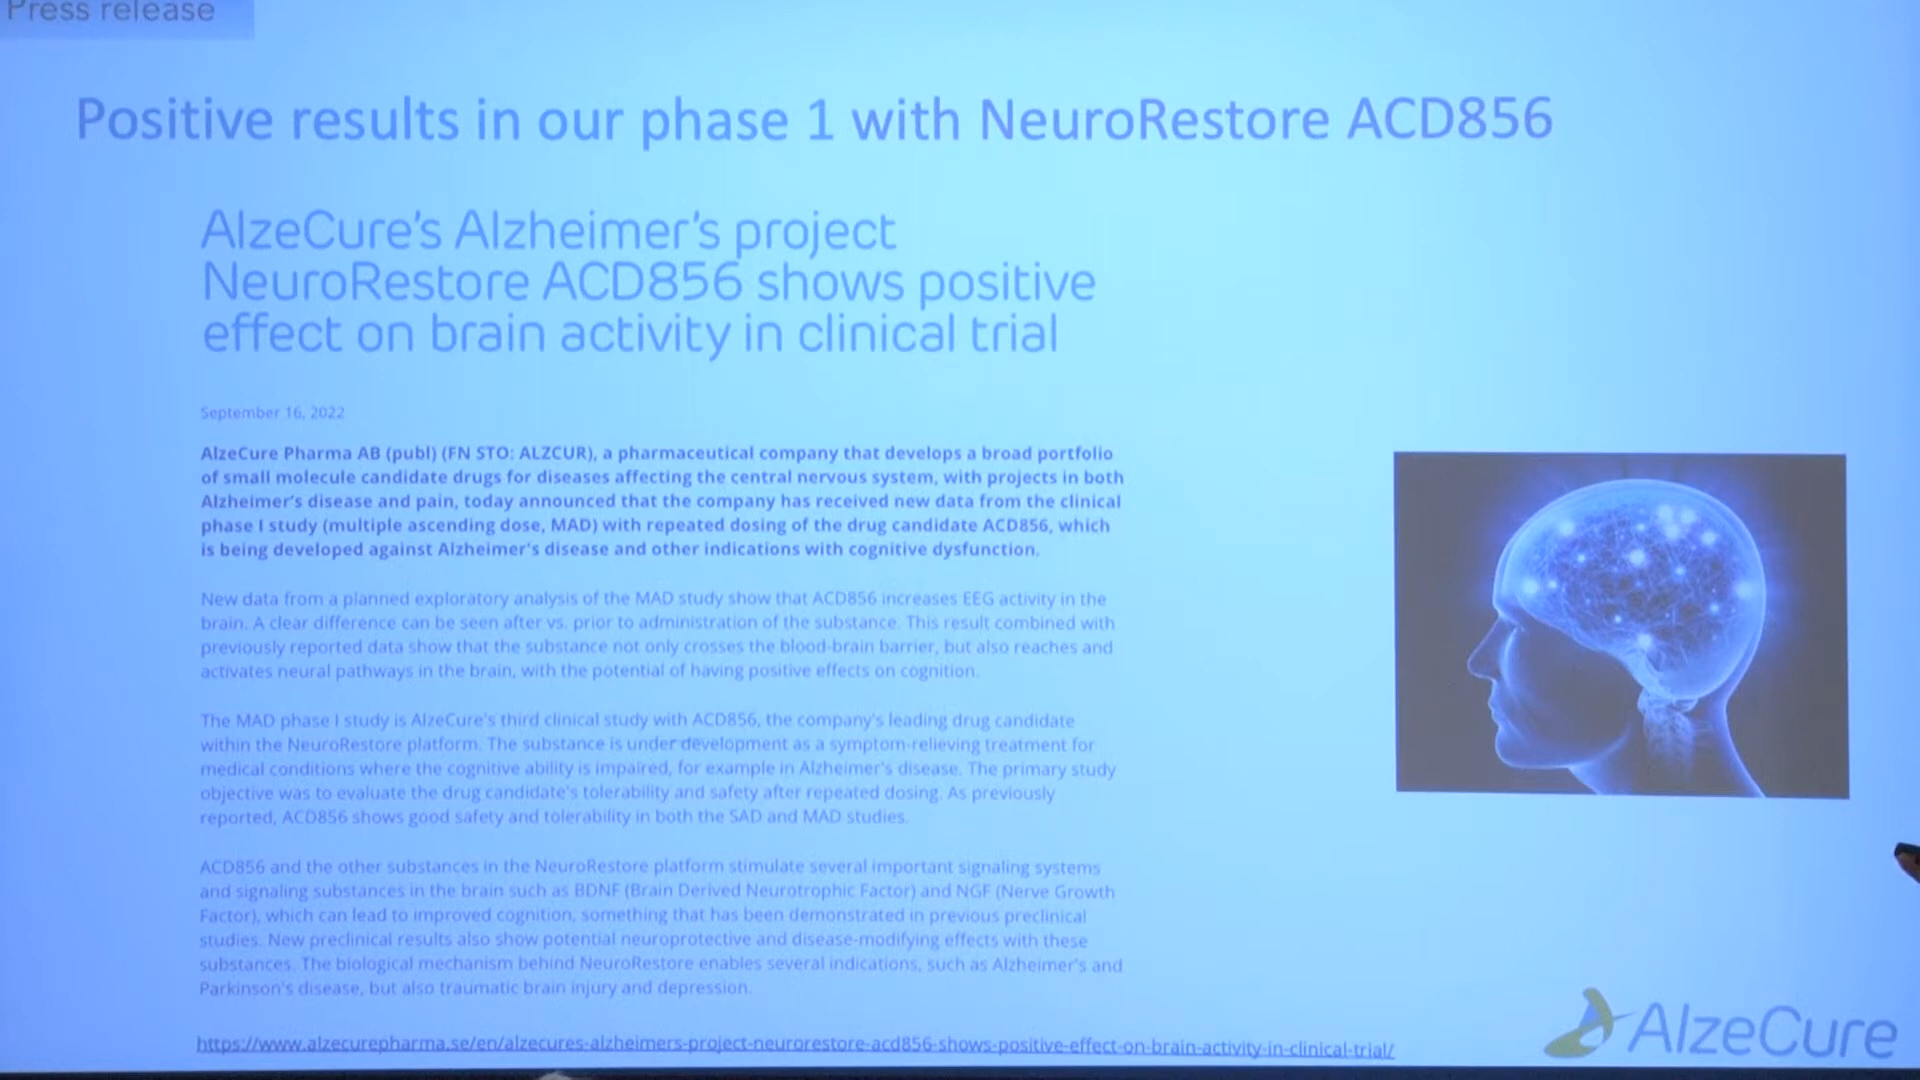 Press release
Positive results in our phase 1 with NeuroRestore ACD856
AlzeCure's Alzheimer's project
NeuroRestore ACD856 shows positive
effect on brain activity in clinical trial
September 16, 2022
AlzeCure Pharma AB (publ) (FN STO: ALZCUR), a pharmaceutical company that develops a broad portfolio
of small molecule candidate drugs for diseases affecting the central nervous system, with projects in both
Alzheimer's disease and pain, today announced that the company has received new data from the clinical
phase I study (multiple ascending dose, MAD) with repeated dosing of the drug candidate ACD856, which
is being developed against Alzheimer's disease and other indications with cognitive dysfunction.
New data from a planned exploratory analysis of the MAD study show that ACD856 increases EEG activity in the
brain. A clear difference can be seen after vs. prior to administration of the substance. This result combined with
previously reported data show that the substance not only crosses the blood-brain barrier, but also reaches and
activates neural pathways in the brain, with the potential of having positive effects on cognition.
The MAD phase I study is AlzeCure's third clinical study with ACD856, the company's leading drug candidate
within the NeuroRestore platform. The substance is under development as a symptom-relieving treatment for
medical conditions where the cognitive ability is impaired, for example in Alzheimer's disease. The primary study
objective was to evaluate the drug candidate's tolerability and safety after repeated dosing. As previously
reported, ACD856 shows good safety and tolerability in both the SAD and MAD studies.
ACD856 and the other substances in the NeuroRestore platform stimulate several important signaling systems
and signaling substances in the brain such as BDNF (Brain Derived Neurotrophic Factor) and NGF (Nerve Growth
Factor), which can lead to improved cognition, something that has been demonstrated in previous preclinical
studies. New preclinical results also show potential neuroprotective and disease-modifying effects with these
substances. The biological mechanism behind NeuroRestore enables several indications, such as Alzheimer's and
Parkinson's disease, but also traumatic brain injury and depression.
https://www.alzecurepharma.se/en/alzecures-alzheimers-project-neurorestore-acd856-shows-positive-effect-on-brain-activity-in-clinical-trial/
AlzeCure